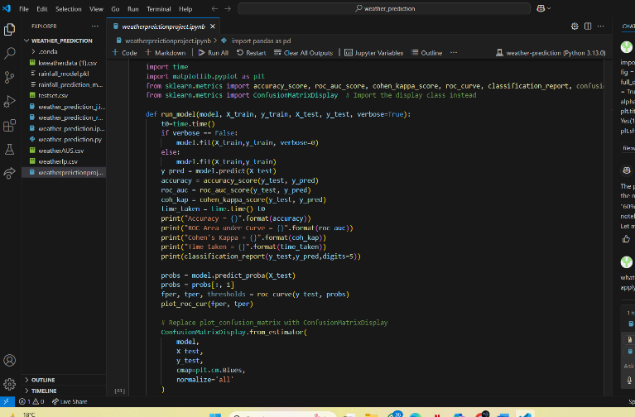 File Edit Selection View Go Run Terminal Help
weather_prediction
EXPLORER
weatherpreictionproject.ipynb
WEATHER_PREDICTION
.conda
kweatherdata (1).csv
rainfall_model.pkl
rainfall_prediction_m...
testset.csv
weather_prediction_ji...
weather_prediction_r...
weather_prediction.ip...
weather_prediction.py
weatherAUG.csv
weatherfp.csv
weatherpreictionproj...
OUTLINE
TIMELINE
weatherpreictionproject.ipynb > import pandas as pd
+ Code + Markdown Run All Restart Clear All Outputs Jupyter Variables Outline ... weather-prediction (Python 3.13.0)
import time
import matplotlib.pyplot as plt
from sklearn.metrics import accuracy_score, roc_auc_score, cohen_kappa_score, roc_curve, classification_report, confusi
from sklearn.metrics import ConfusionMatrixDisplay # Import the display class instead
def run_model(model, X_train, y_train, X_test, y_test, verbose=True):
t0=time.time()
if verbose == False:
model.fit(X_train,y_train, verbose=0)
else:
model.fit(X_train,y_train)
y_pred = model.predict(X_test)
accuracy = accuracy_score(y_test, y_pred)
roc_auc = roc_auc_score(y_test, y_pred)
coh_kap = cohen_kappa_score(y_test, y_pred)
time_taken = time.time()-t0
print("Accuracy = {}".format(accuracy))
print("ROC Area under Curve = {}".format(roc_auc))
print("Cohen's Kappa = {}".format(coh_kap))
print("Time taken = {}".format(time_taken))
print(classification_report(y_test,y_pred,digits=5))
probs = model.predict_proba(X_test)
probs = probs[:, 1]
fper, tper, thresholds = roc_curve(y_test, probs)
plot_roc_cur(fper, tper)
# Replace plot_confusion_matrix with ConfusionMatrixDisplay
ConfusionMatrixDisplay.from_estimator(
model,
X_test,
y_test,
cmap=plt.cm.Blues,
normalize='all'
)
Live Share
18°C